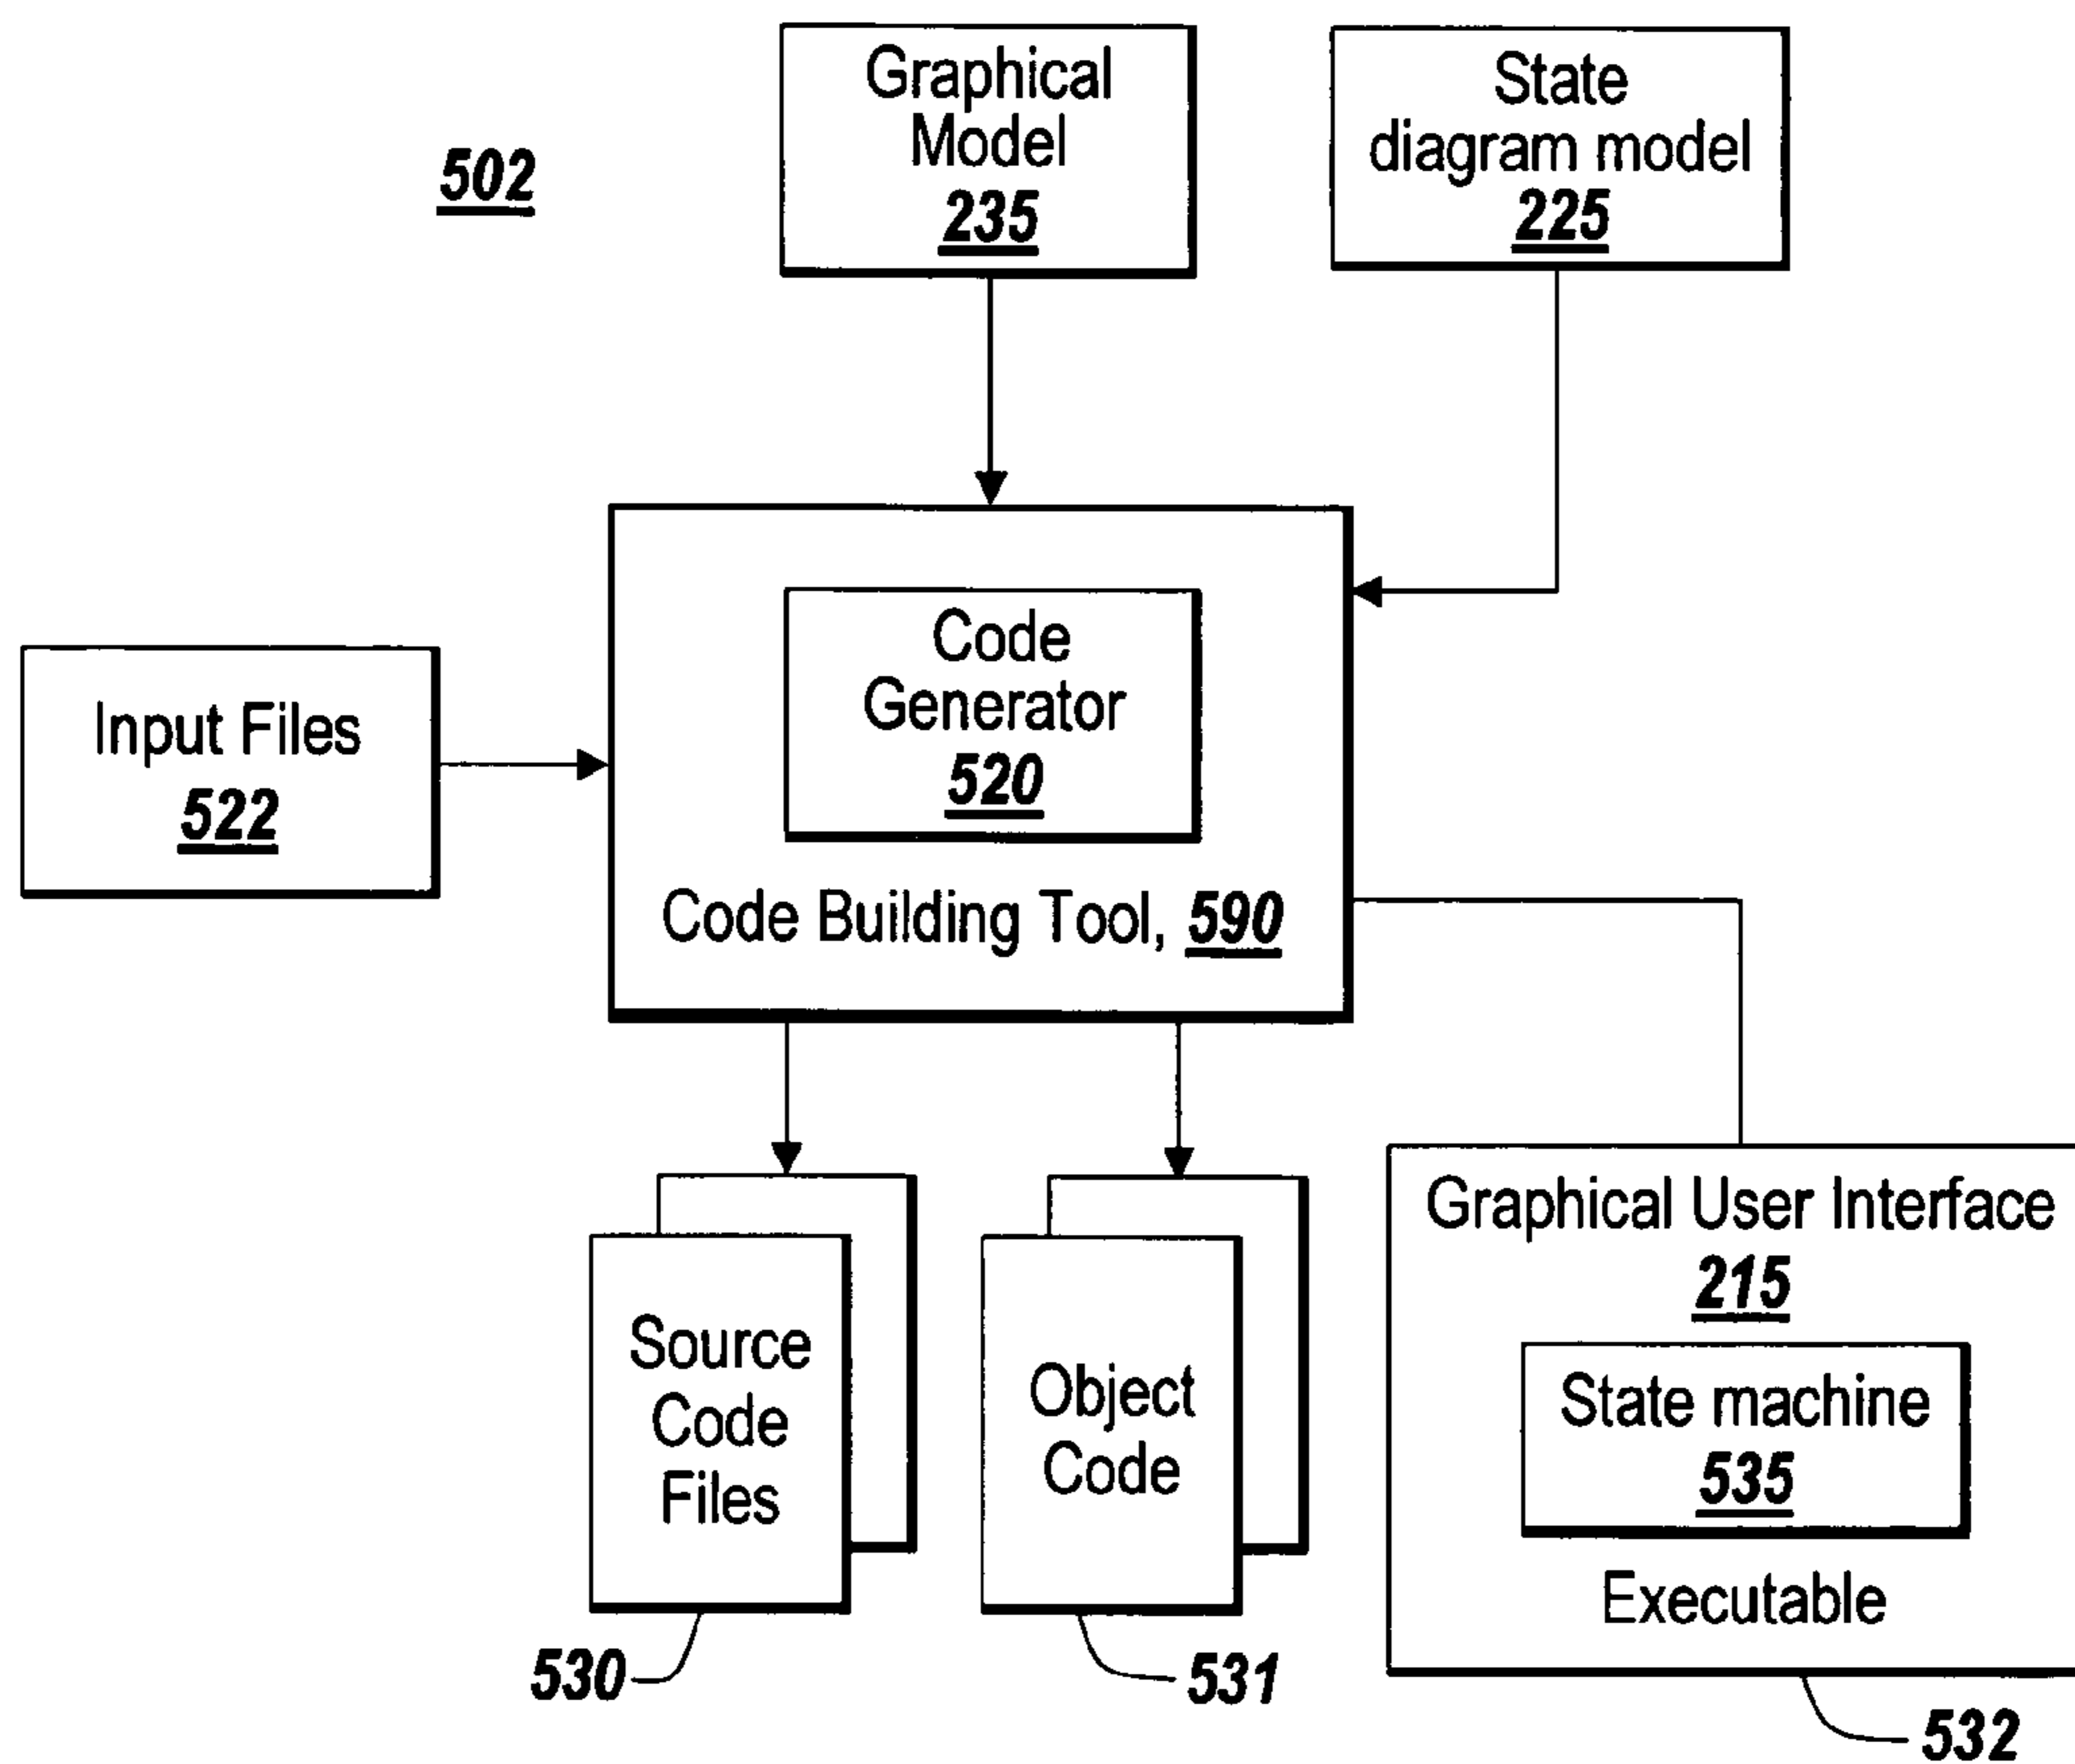 Graphical
Model
235
State
diagram model
225
502
Code
Generator
520
Input Files
522
Code Building Tool, 590
Graphical User Interface
215
State machine
535
Executable
Source
Code
Files
Object
Code
530
531
532